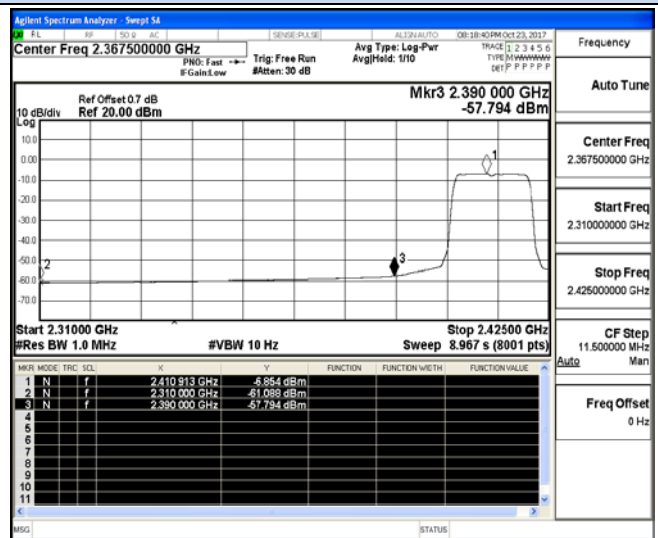 Agilent Spectrum Analyzer - Swept SA
RL RF 50 Ω AC SENSE:PULSE ALIGNAUTO 08:18:40 PM Oct 23, 2017
Center Freq 2.367500000 GHz
PNO: Fast
IFGain:Low
Trig: Free Run
#Atten: 30 dB
Avg Type: Log-Pwr
Avg|Hold: 1/10
TRACE 1 2 3 4 5 6
TYPE MWWWWW
DET P P P P P P
Frequency
Auto Tune
Center Freq
2.367500000 GHz
Start Freq
2.310000000 GHz
Stop Freq
2.425000000 GHz
CF Step
11.500000 MHz
Auto Man
Freq Offset
0 Hz
Ref Offset 0.7 dB
10 dB/div Ref 20.00 dBm
Log
Mkr3 2.390 000 GHz
-57.794 dBm
10.0
0.00
-10.0
-20.0
-30.0
-40.0
-50.0
-60.0
-70.0
1
2
3
Start 2.31000 GHz Stop 2.42500 GHz
#Res BW 1.0 MHz #VBW 10 Hz Sweep 8.967 s (8001 pts)
MKR MODE TRC SCL X Y FUNCTION FUNCTION WIDTH FUNCTION VALUE
1 N f 2.410 913 GHz -6.854 dBm
2 N f 2.310 000 GHz -61.088 dBm
3 N f 2.390 000 GHz -57.794 dBm
4
5
6
7
8
9
10
11
MSG STATUS